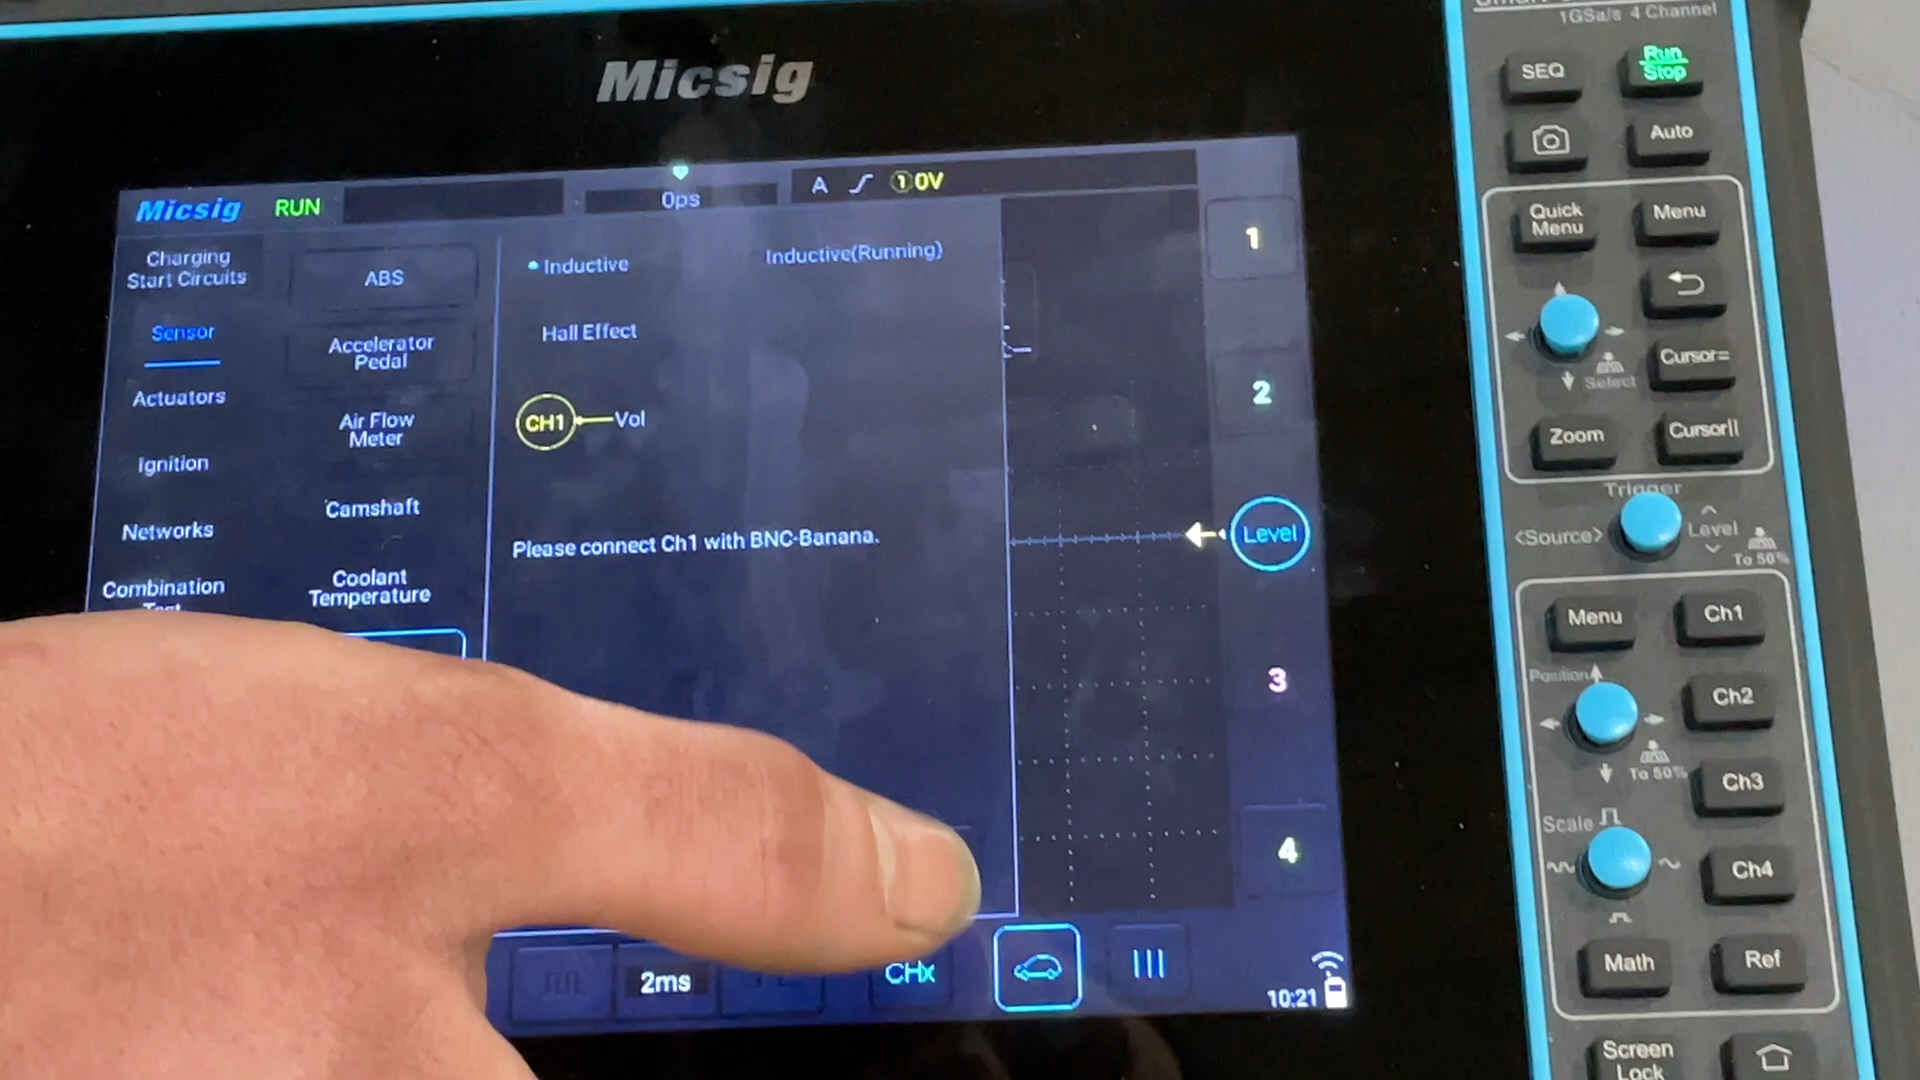 1GSa/s 4 Channel
Micsig
SEQ
Run
Stop
Auto
Micsig
RUN
0ps
A
1 0V
Charging
Start Circuits
Sensor
Actuators
Ignition
Networks
Combination
ABS
Accelerator
Pedal
Air Flow
Meter
Camshaft
Coolant
Temperature
Inductive
Inductive(Running)
Hall Effect
CH1
Vol
Please connect Ch1 with BNC-Banana.
1
2
Level
3
4
2ms
CHx
10:21
Quick
Menu
Menu
Select
Cursor=
Zoom
Cursor||
Trigger
<Source>
Level
To 50%
Menu
Ch1
Position
Ch2
To 50%
Ch3
Scale
Ch4
Math
Ref
Screen
Lock